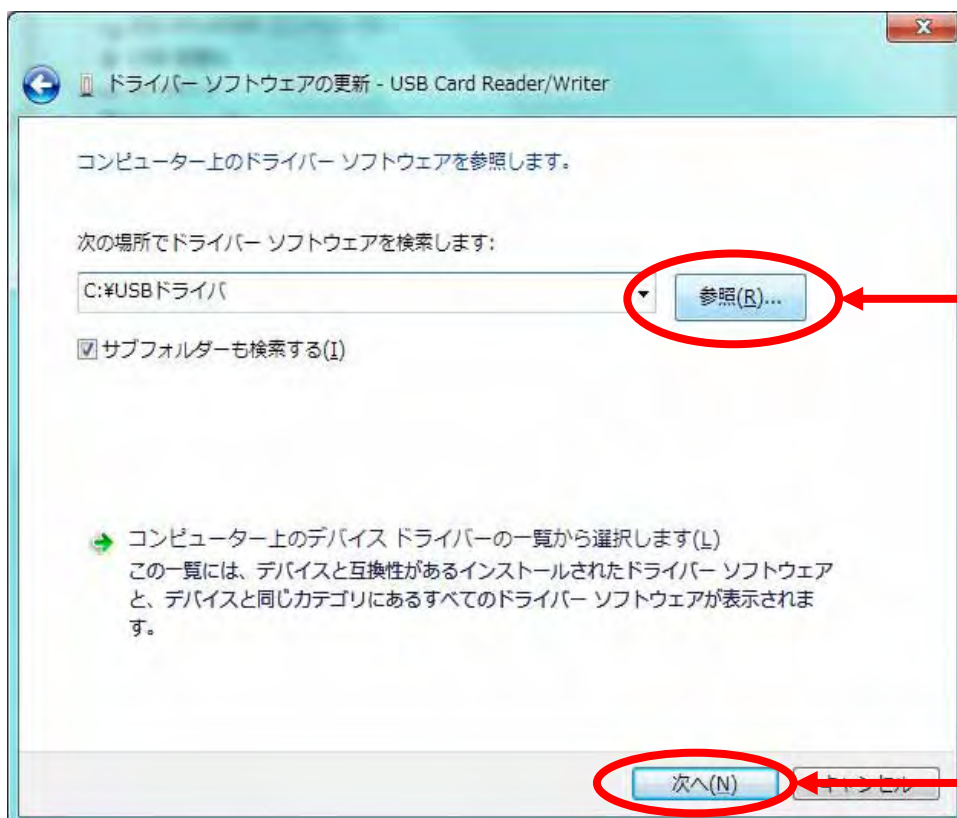 ドライバー ソフトウェアの更新 - USB Card Reader/Writer
コンピューター上のドライバー ソフトウェアを参照します。
次の場所でドライバー ソフトウェアを検索します:
C:¥USBドライバ
参照(R)...
サブフォルダーも検索する(I)
コンピューター上のデバイス ドライバーの一覧から選択します(L)
この一覧には、デバイスと互換性があるインストールされたドライバー ソフトウェア
と、デバイスと同じカテゴリにあるすべてのドライバー ソフトウェアが表示されま
す。
次へ(N)
キャンセル